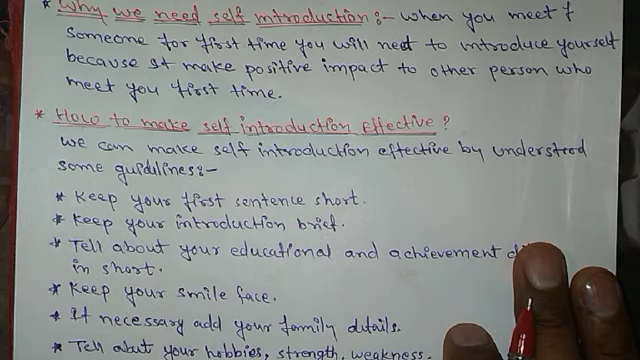 * Why we need self introduction :- When you meet
someone for first time you will need to introduce yourself
because It make positive impact to other person who
meet you first time.
* How to make self introduction effective?
We can make self introduction effective by understood
some guidlines:-
* Keep your first sentence short.
* Keep your introduction brief.
* Tell about your educational and achievement
in short.
* Keep your smile face.
* If necessary add your family details.
* Tell about your hobbies, strength, weakness.